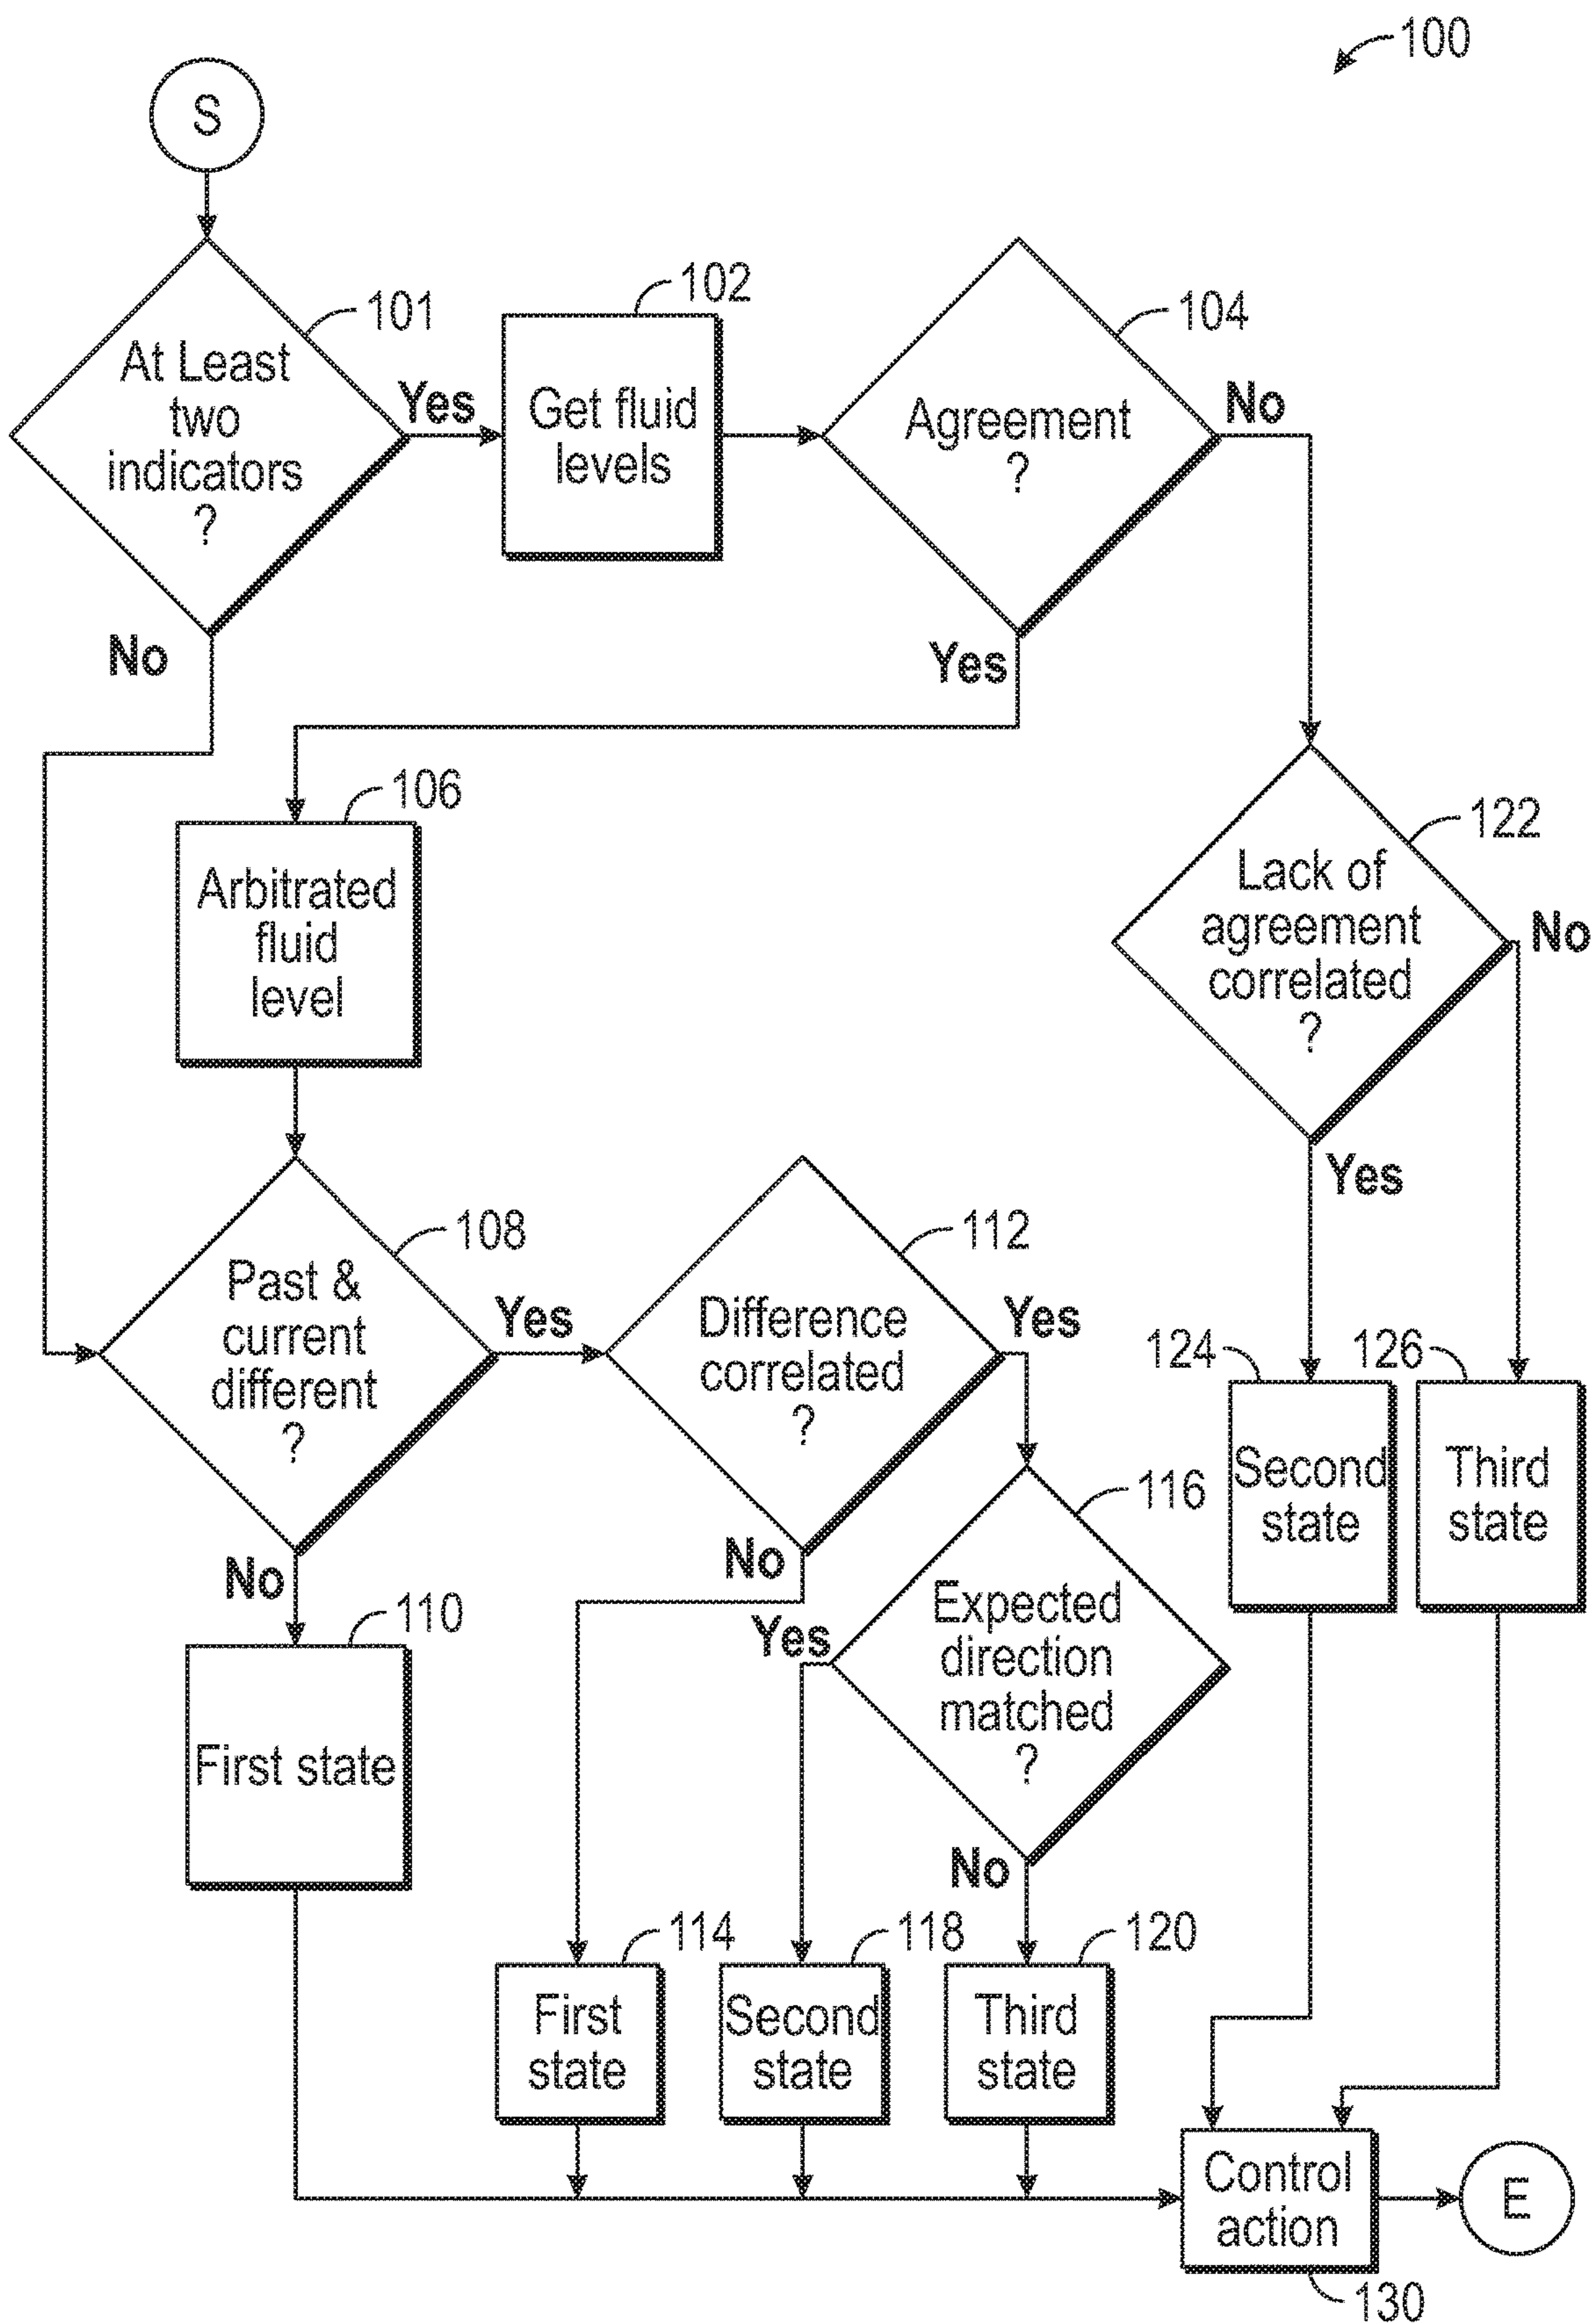 100
S
101
At Least
two
indicators
?
Yes
No
102
Get fluid
levels
104
Agreement
?
No
Yes
106
Arbitrated
fluid
level
122
Lack of
agreement
correlated
?
No
Yes
108
Past &
current
different
?
Yes
No
112
Difference
correlated
?
Yes
No
124
Second
state
126
Third
state
116
Expected
direction
matched
?
Yes
No
110
First state
114
First
state
118
Second
state
120
Third
state
Control
action
130
E